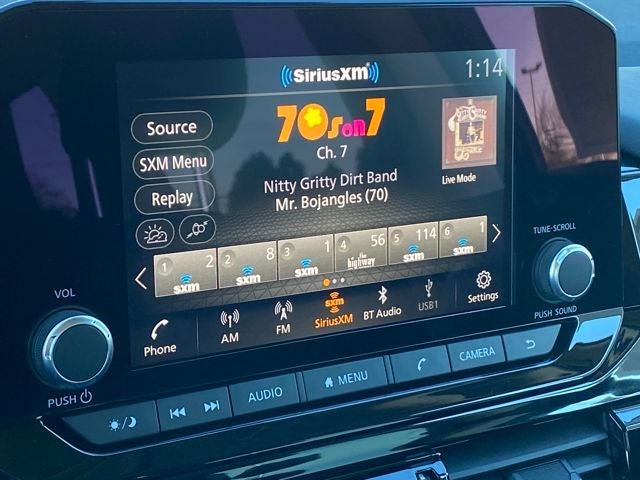 SiriusXM
1:14
70s on 7
Ch. 7
Nitty Gritty Dirt Band
Mr. Bojangles (70)
Live Mode
Source
SXM Menu
Replay
1 2 sxm
2 8 sxm
3 1 sxm
4 56 the highway
5 114 sxm
6 1 sxm
Phone
AM
FM
sxm
SiriusXM
BT Audio
USB1
Settings
VOL
PUSH
TUNE-SCROLL
PUSH SOUND
AUDIO
MENU
CAMERA